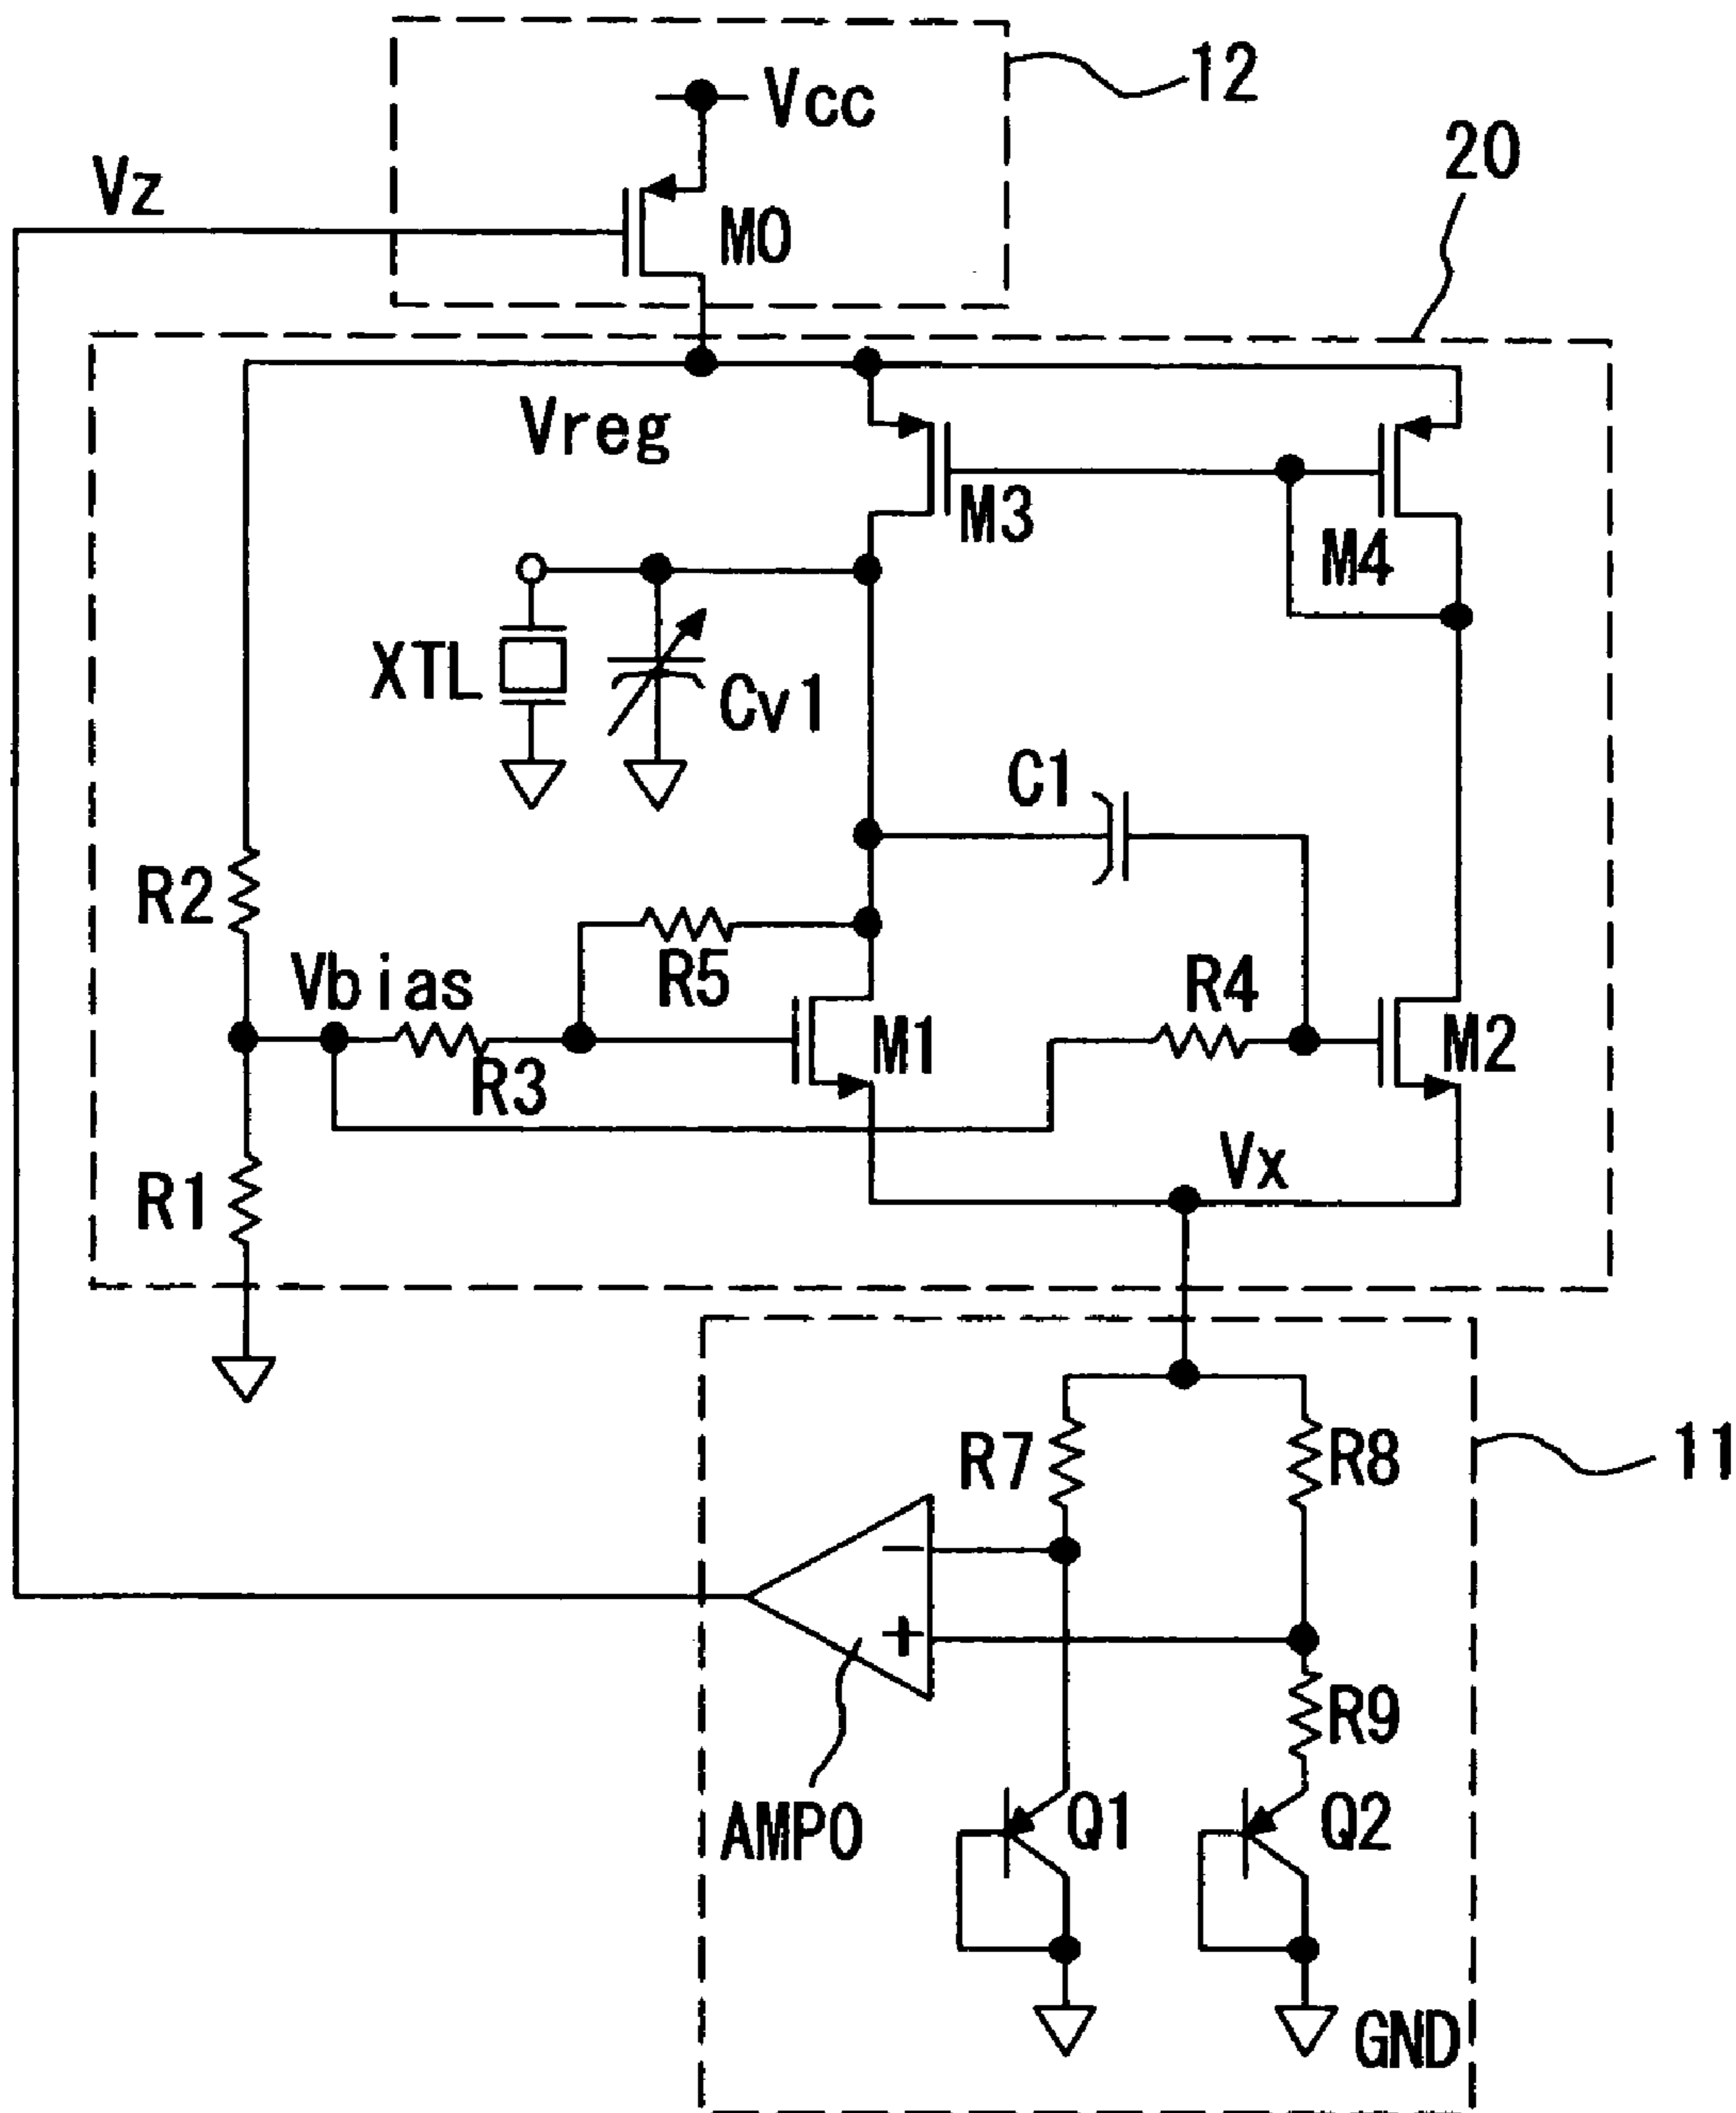 12
Vcc
20
Vz
M0
Vreg
M3
M4
XTL
Cv1
C1
R2
R5
R4
Vbias
M1
M2
R3
Vx
R1
R7
R8
11
−
+
R9
AMP0
Q1
Q2
GND